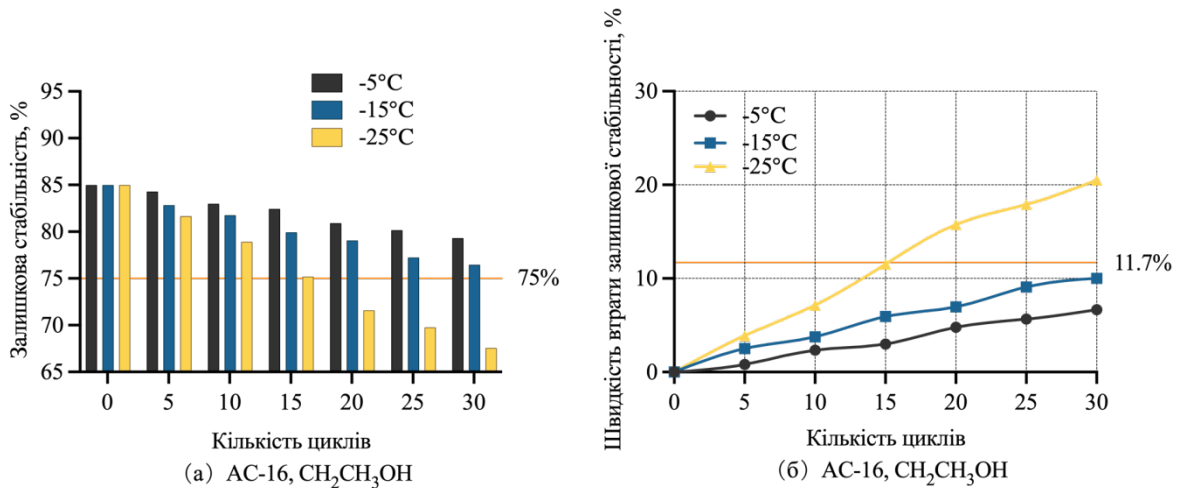 Залишкова стабільність, %
95
90
85
80
75
70
65
-5°C
-15°C
-25°C
75%
0 5 10 15 20 25 30
Кількість циклів
(а) АС-16, CH₂CH₃OH
Швидкість втрати залишкової стабільності, %
30
20
10
0
-5°C
-15°C
-25°C
11.7%
0 5 10 15 20 25 30
Кількість циклів
(б) АС-16, CH₂CH₃OH